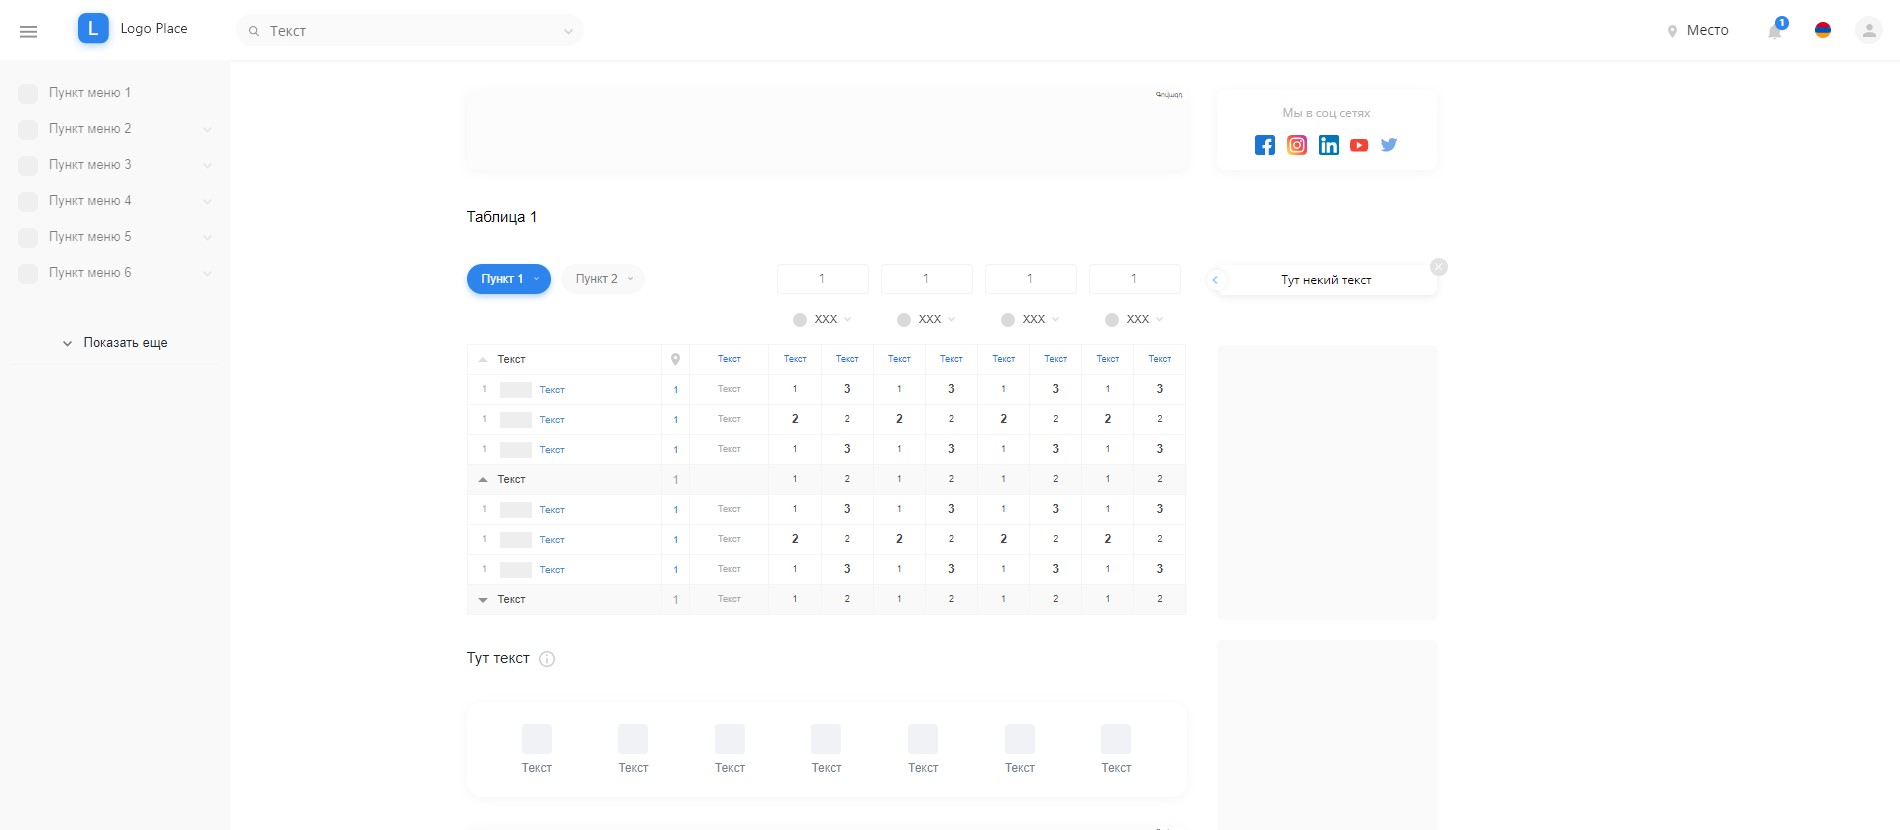 L Logo Place Текст Место 1
Пункт меню 1
Пункт меню 2
Пункт меню 3
Пункт меню 4
Пункт меню 5
Пункт меню 6
Показать еще
Գովազդ
Мы в соц сетях
Таблица 1
Пункт 1 Пункт 2 1 1 1 1
Тут некий текст
XXX XXX XXX XXX
Текст Текст Текст Текст Текст Текст Текст Текст Текст Текст
1 Текст 1 Текст 1 3 1 3 1 3 1 3
1 Текст 1 Текст 2 2 2 2 2 2 2 2
1 Текст 1 Текст 1 3 1 3 1 3 1 3
Текст 1 1 2 1 2 1 2 1 2
1 Текст 1 Текст 1 3 1 3 1 3 1 3
1 Текст 1 Текст 2 2 2 2 2 2 2 2
1 Текст 1 Текст 1 3 1 3 1 3 1 3
Текст 1 Текст 1 2 1 2 1 2 1 2
Тут текст
Текст Текст Текст Текст Текст Текст Текст